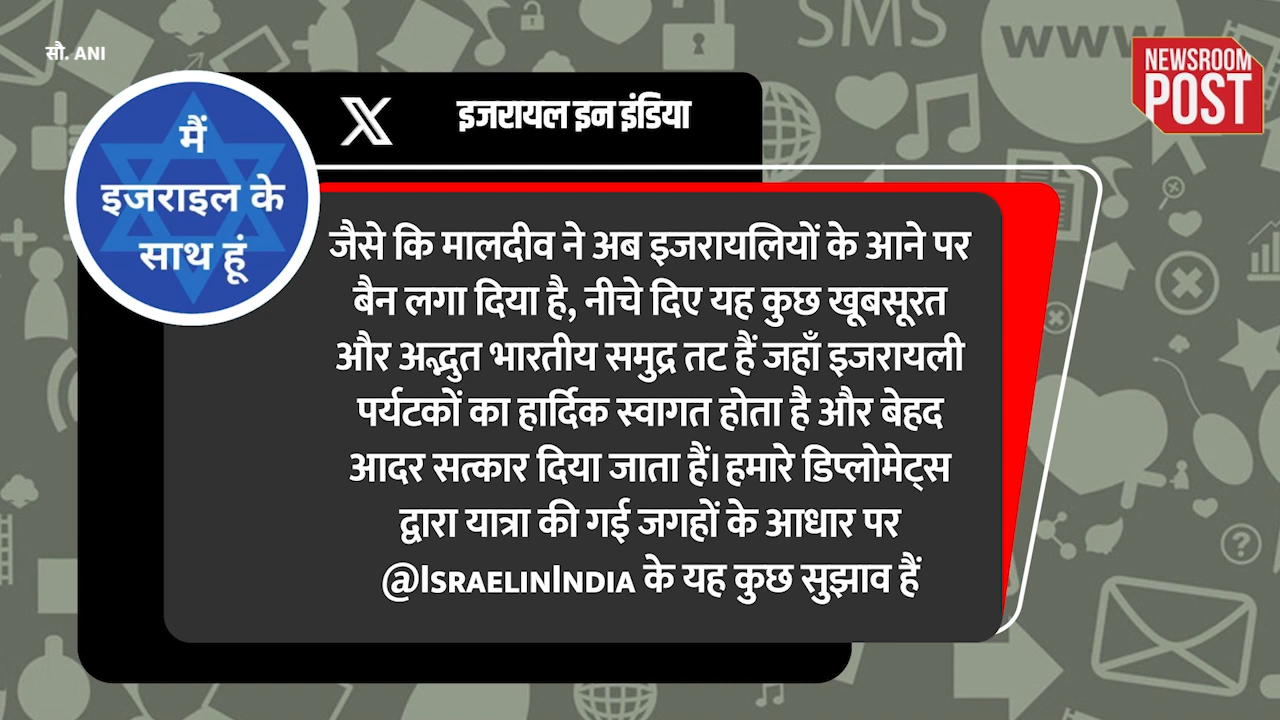 SMS
www
सौ. ANI
NEWSROOM
POST
इजरायल इन इंडिया
मैं
इजराइल के
साथ हूं
जैसे कि मालदीव ने अब इजरायलियों के आने पर
बैन लगा दिया है, नीचे दिए यह कुछ खूबसूरत
और अद्भुत भारतीय समुद्र तट हैं जहाँ इजरायली
पर्यटकों का हार्दिक स्वागत होता है और बेहद
आदर सत्कार दिया जाता हैं। हमारे डिप्लोमेट्स
द्वारा यात्रा की गई जगहों के आधार पर
@IsraelinIndia के यह कुछ सुझाव हैं